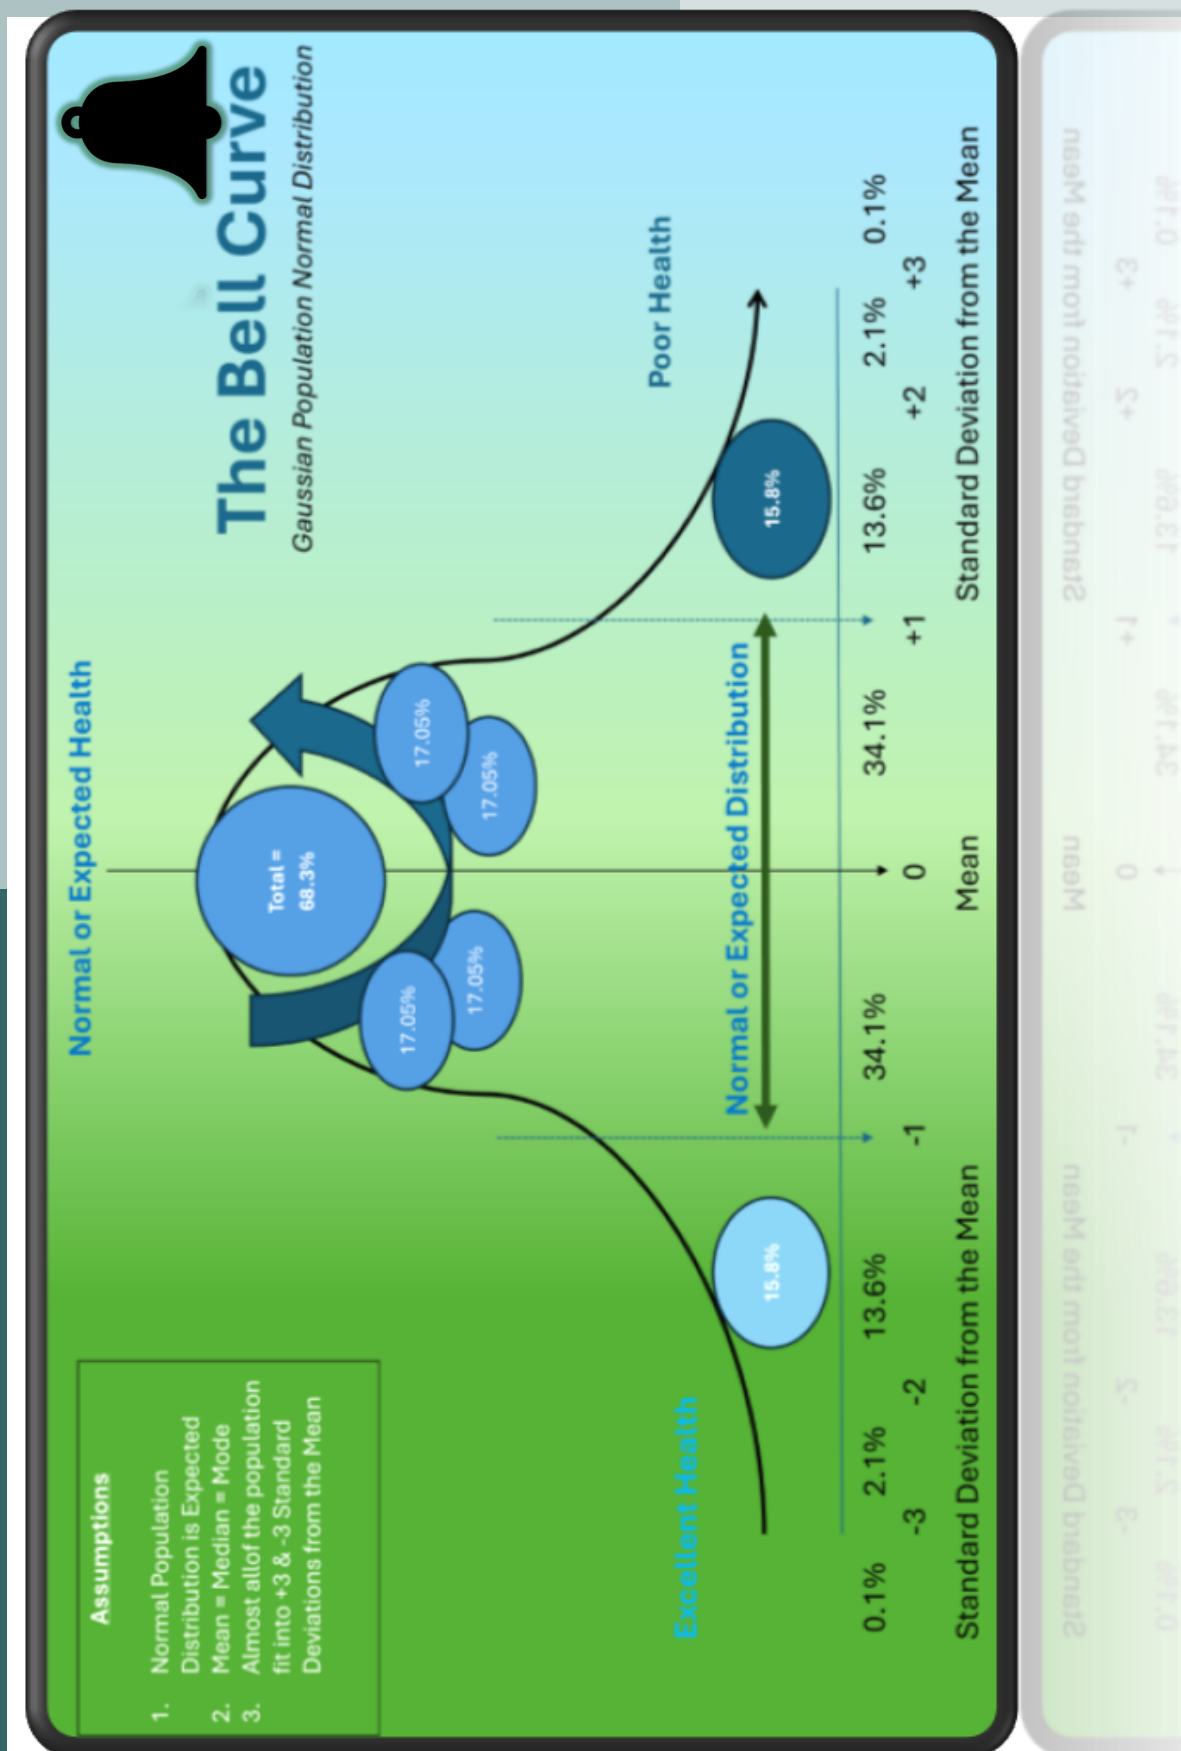 The Bell Curve
Gaussian Population Normal Distribution
Normal or Expected Health
Assumptions
1. Normal Population
Distribution is Expected
2. Mean = Median = Mode
3. Almost allof the population
fit into +3 & -3 Standard
Deviations from the Mean
Total =
68.3%
17.05%
17.05%
17.05%
17.05%
Excellent Health
Poor Health
Normal or Expected Distribution
15.8%
15.8%
0.1% 2.1% 13.6% 34.1% 34.1% 13.6% 2.1% 0.1%
-3 -2 -1 0 +1 +2 +3
Standard Deviation from the Mean Mean Standard Deviation from the Mean